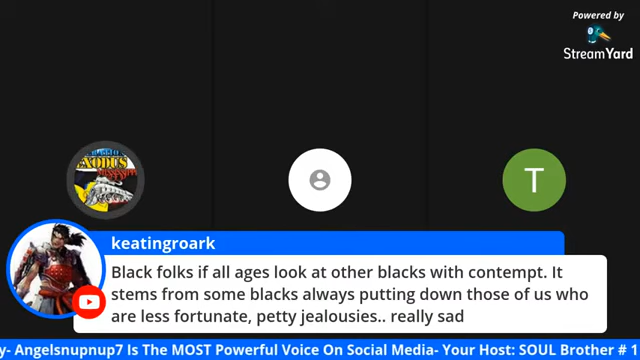 Powered by
StreamYard
EXODUS
MISSISSIPPI
T
keatingroark
Black folks if all ages look at other blacks with contempt. It
stems from some blacks always putting down those of us who
are less fortunate, petty jealousies.. really sad
y- Angelsnupnup7 Is The MOST Powerful Voice On Social Media- Your Host: SOUL Brother # 1